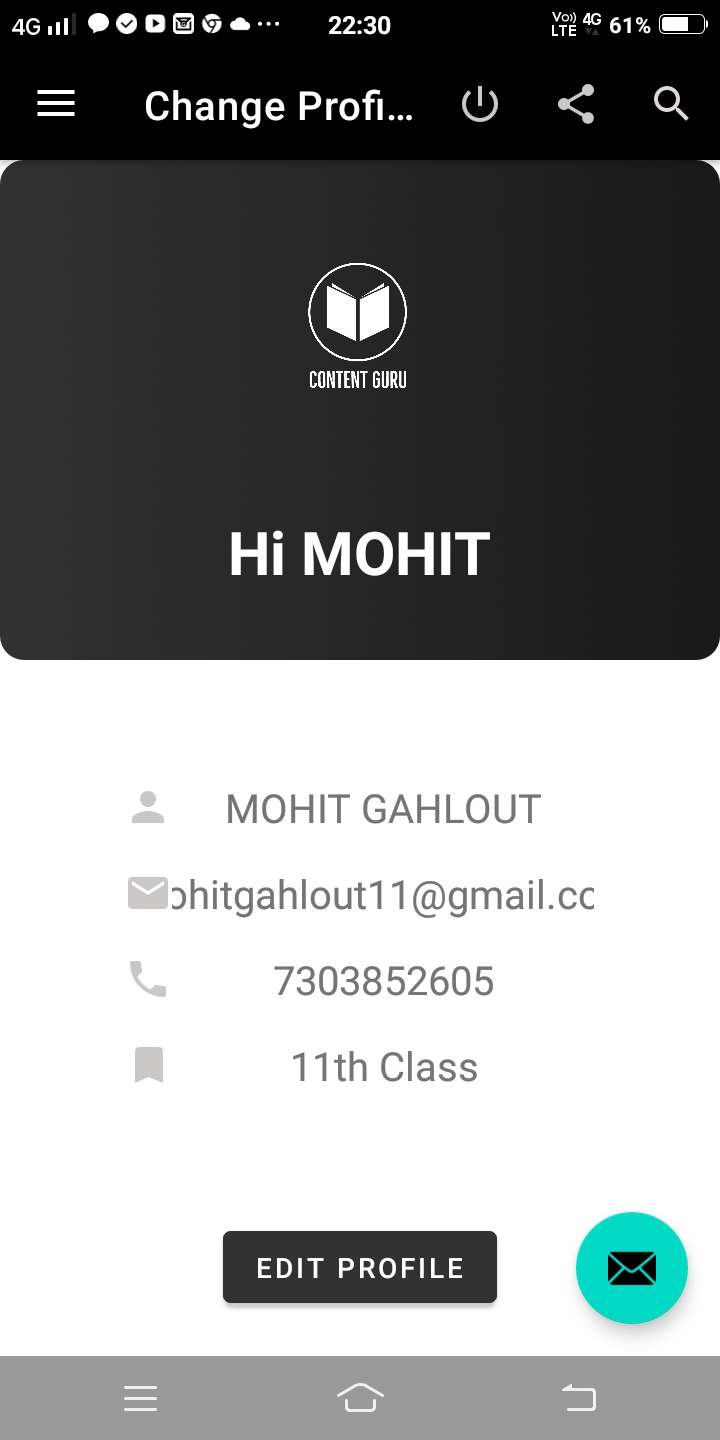 4G 22:30 Vo)) LTE 4G 61%
Change Profi...
CONTENT GURU
Hi MOHIT
MOHIT GAHLOUT
ohitgahlout11@gmail.cc
7303852605
11th Class
EDIT PROFILE